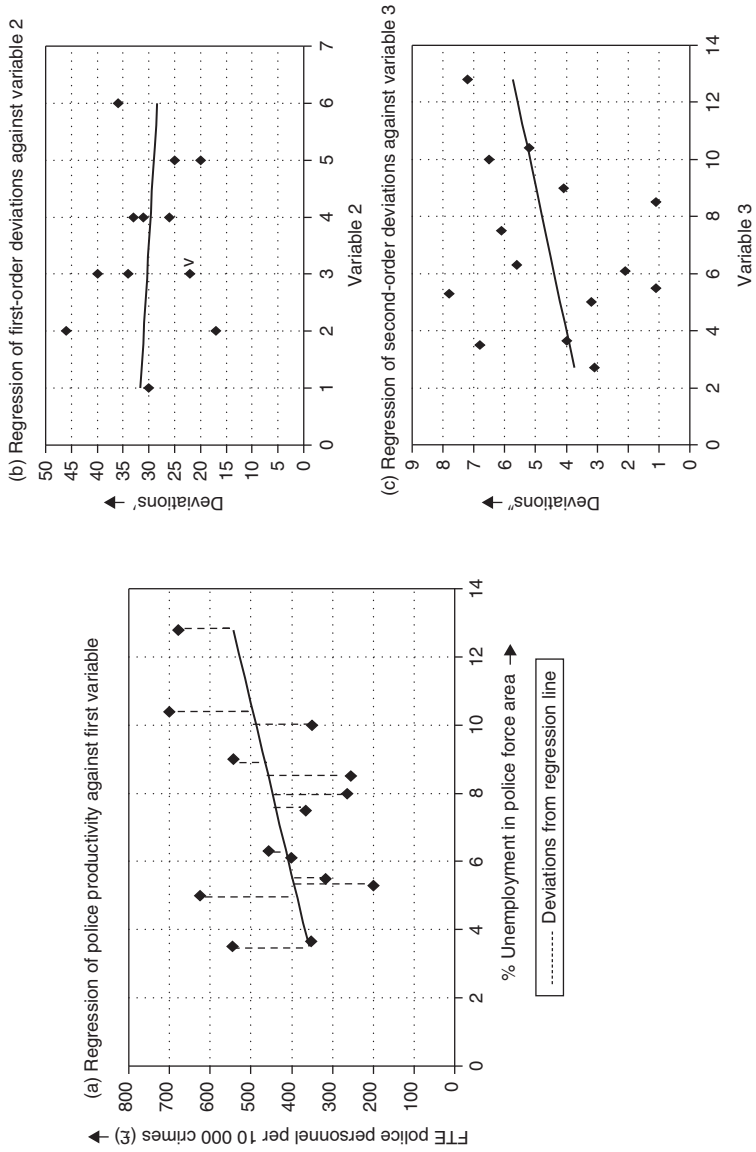 (a) Regression of police productivity against first variable
FTE police personnel per 10 000 crimes (£)
800
700
600
500
400
300
200
100
0
0 2 4 6 8 10 12 14
% Unemployment in police force area
Deviations from regression line
(b) Regression of first-order deviations against variable 2
Deviations′
50
45
40
35
30
25
20
15
10
5
0
v
0 1 2 3 4 5 6 7
Variable 2
(c) Regression of second-order deviations against variable 3
Deviations″
9
8
7
6
5
4
3
2
1
0
0 2 4 6 8 10 12 14
Variable 3